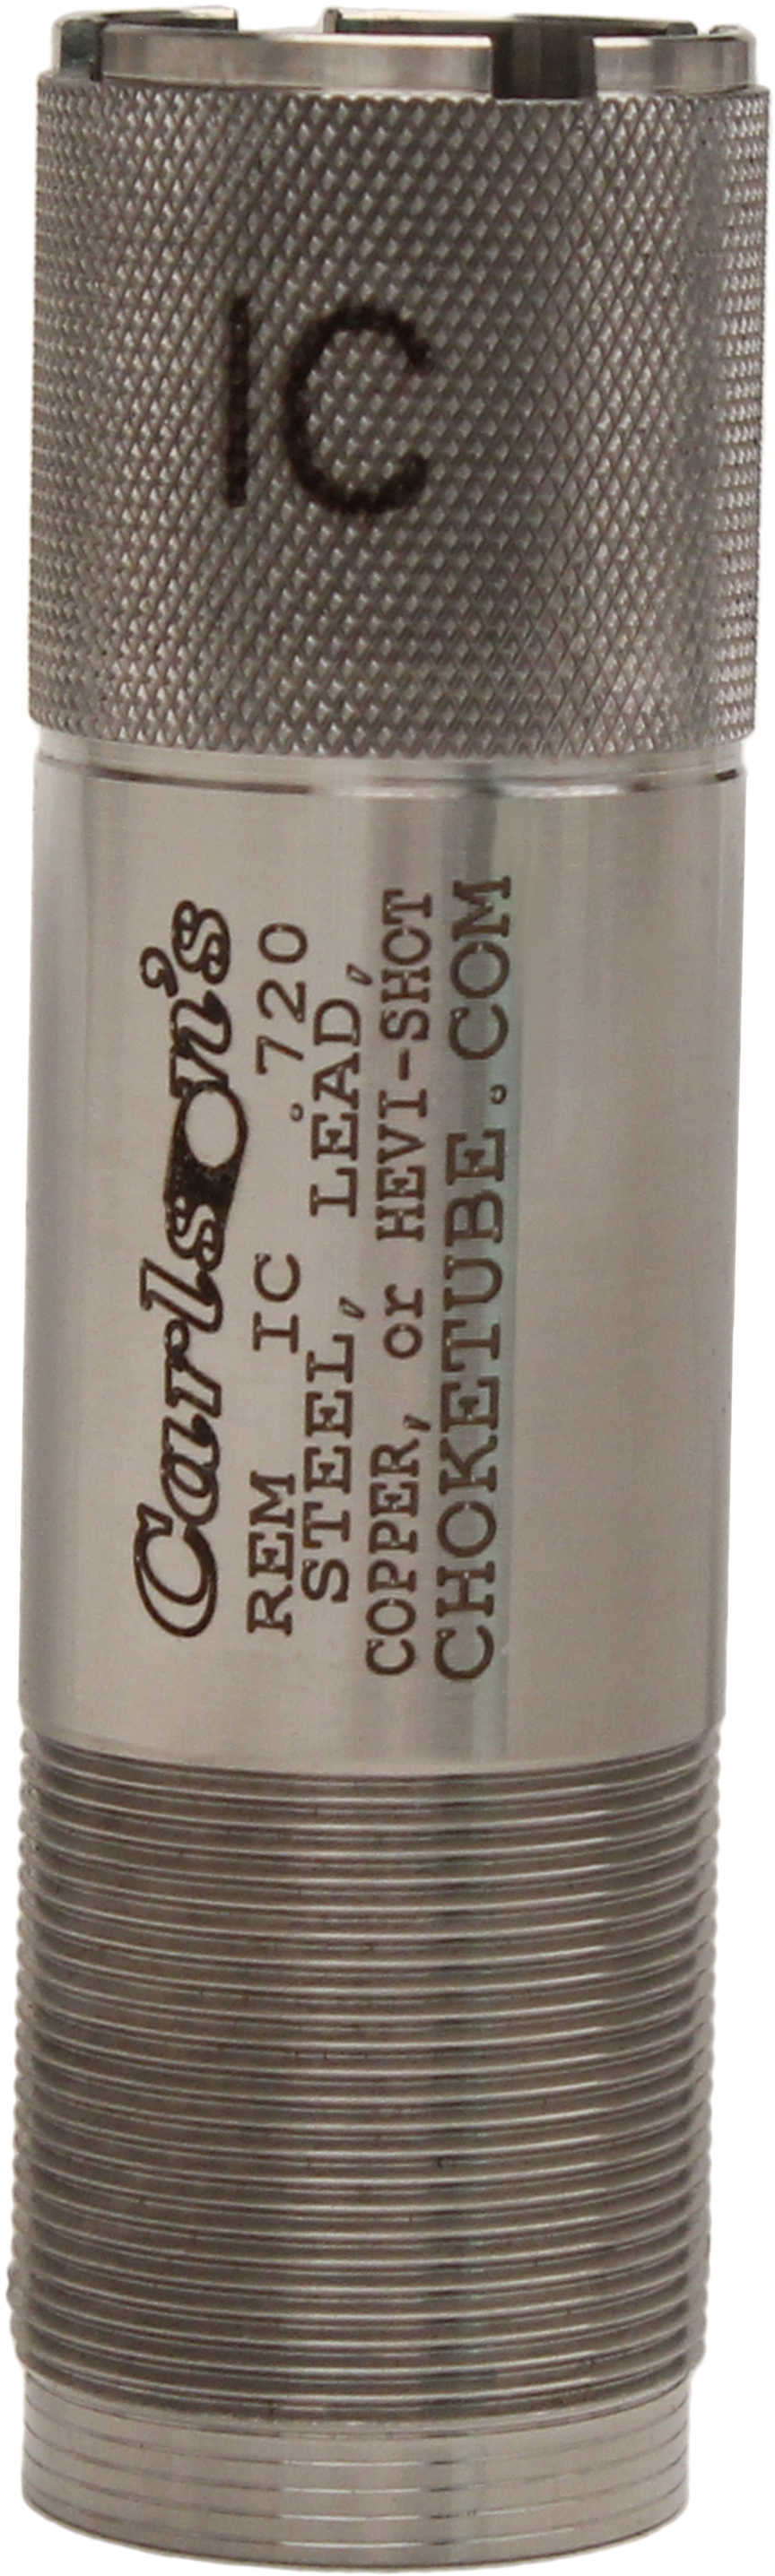 IC
Carlson's
REM IC .720
STEEL, LEAD,
COPPER, or HEVI-SHOT
CHOKETUBE.COM